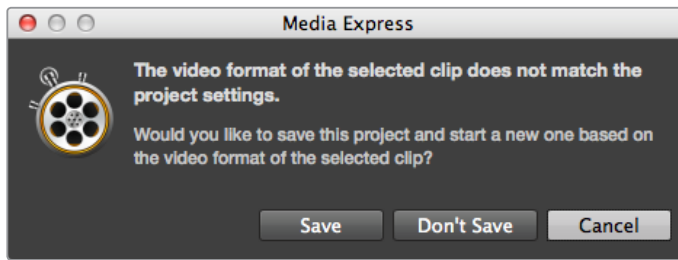 Media Express
The video format of the selected clip does not match the
project settings.
Would you like to save this project and start a new one based on
the video format of the selected clip?
Save Don't Save Cancel